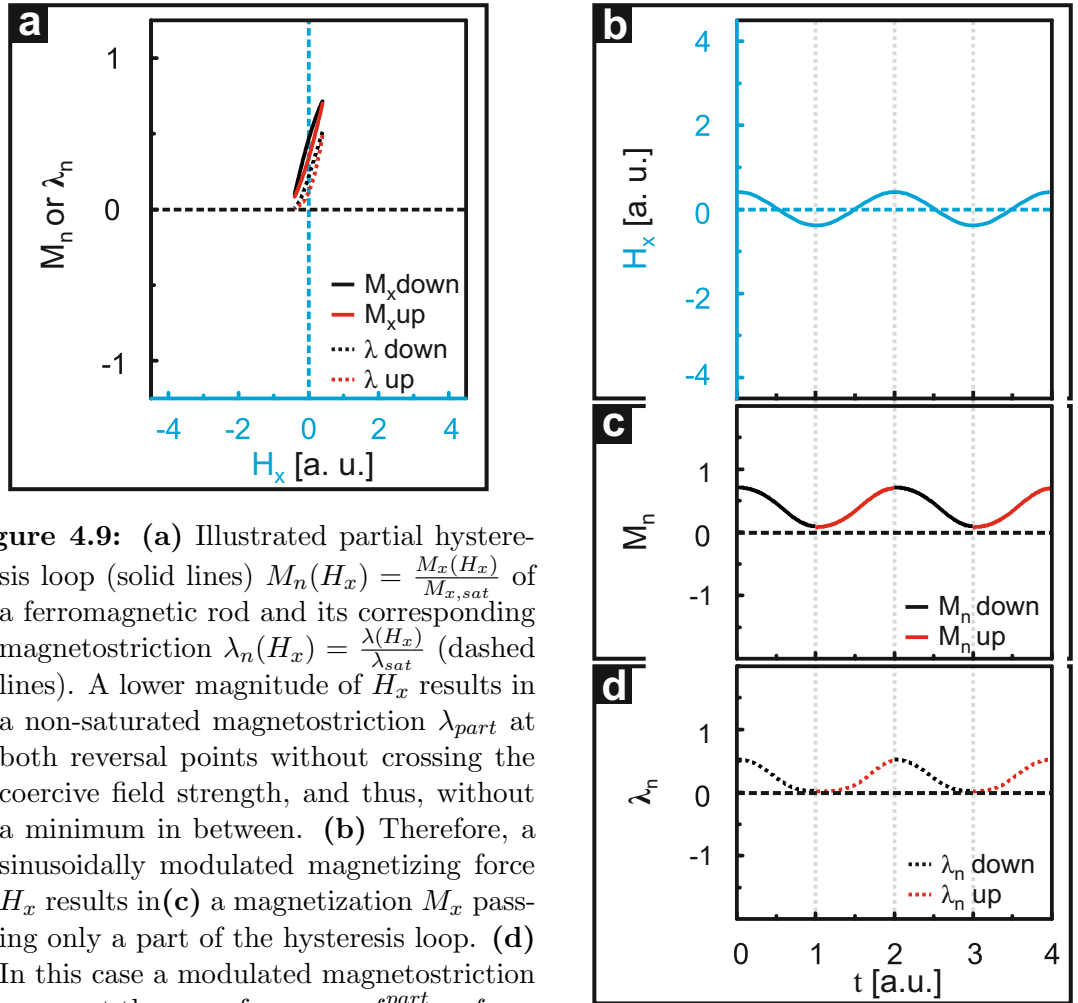 a
1
0
-1
M_n or λ_n
M_x down
M_x up
λ down
λ up
-4 -2 0 2 4
H_x [a. u.]
gure 4.9: (a) Illustrated partial hystere-
sis loop (solid lines) M_n(H_x) = \frac{M_x(H_x)}{M_{x,sat}} of
a ferromagnetic rod and its corresponding
magnetostriction λ_n(H_x) = \frac{λ(H_x)}{λ_{sat}} (dashed
lines). A lower magnitude of H_x results in
a non-saturated magnetostriction λ_{part} at
both reversal points without crossing the
coercive field strength, and thus, without
a minimum in between. (b) Therefore, a
sinusoidally modulated magnetizing force
H_x results in(c) a magnetization M_x pass-
ing only a part of the hysteresis loop. (d)
In this case a modulated magnetostriction
b
4
2
0
-2
-4
H_x [a. u.]
c
1
0
-1
M_n
M_n down
M_n up
d
1
0
-1
λ_n
λ_n down
λ_n up
0 1 2 3 4
t [a.u.]